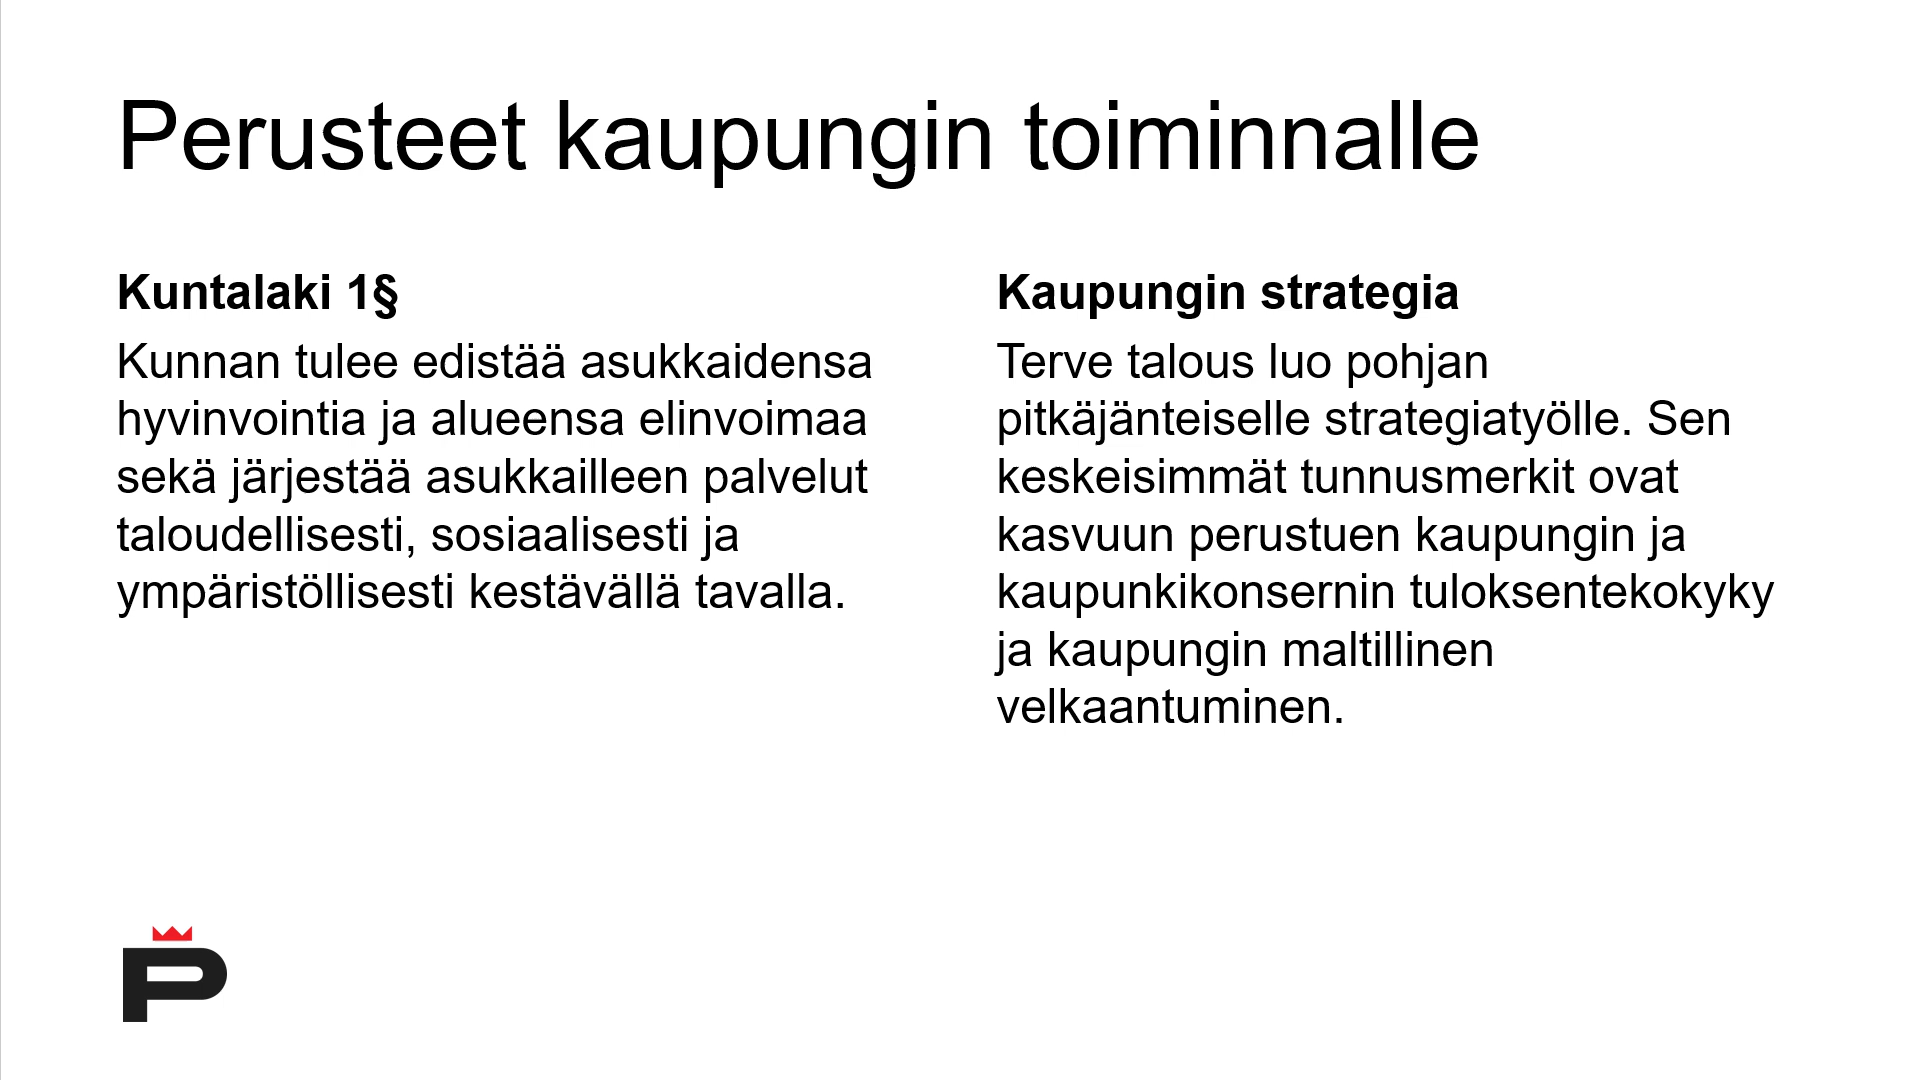 Perusteet kaupungin toiminnalle
Kuntalaki 1§
Kunnan tulee edistää asukkaidensa
hyvinvointia ja alueensa elinvoimaa
sekä järjestää asukkailleen palvelut
taloudellisesti, sosiaalisesti ja
ympäristöllisesti kestävällä tavalla.
Kaupungin strategia
Terve talous luo pohjan
pitkäjänteiselle strategiatyölle. Sen
keskeisimmät tunnusmerkit ovat
kasvuun perustuen kaupungin ja
kaupunkikonsernin tuloksentekokyky
ja kaupungin maltillinen
velkaantuminen.
P